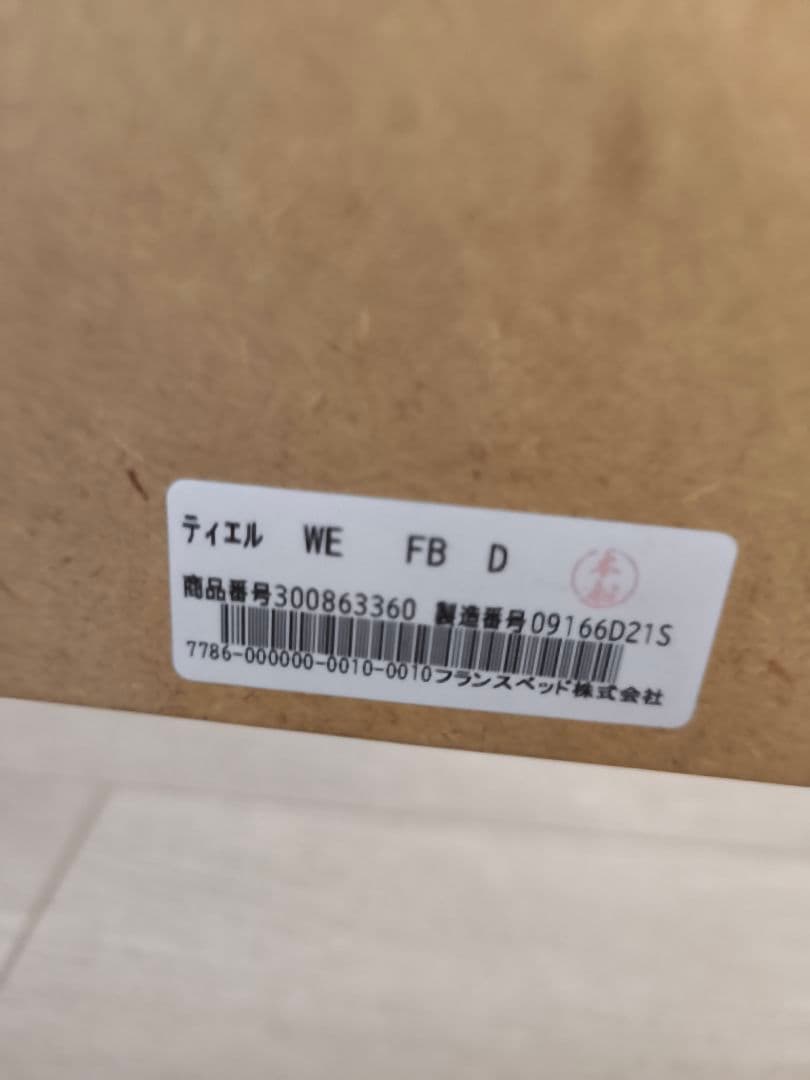 ティエル WE FB D
商品番号300863360 製造番号09166D21S
7786-000000-0010-0010フランスベッド株式会社